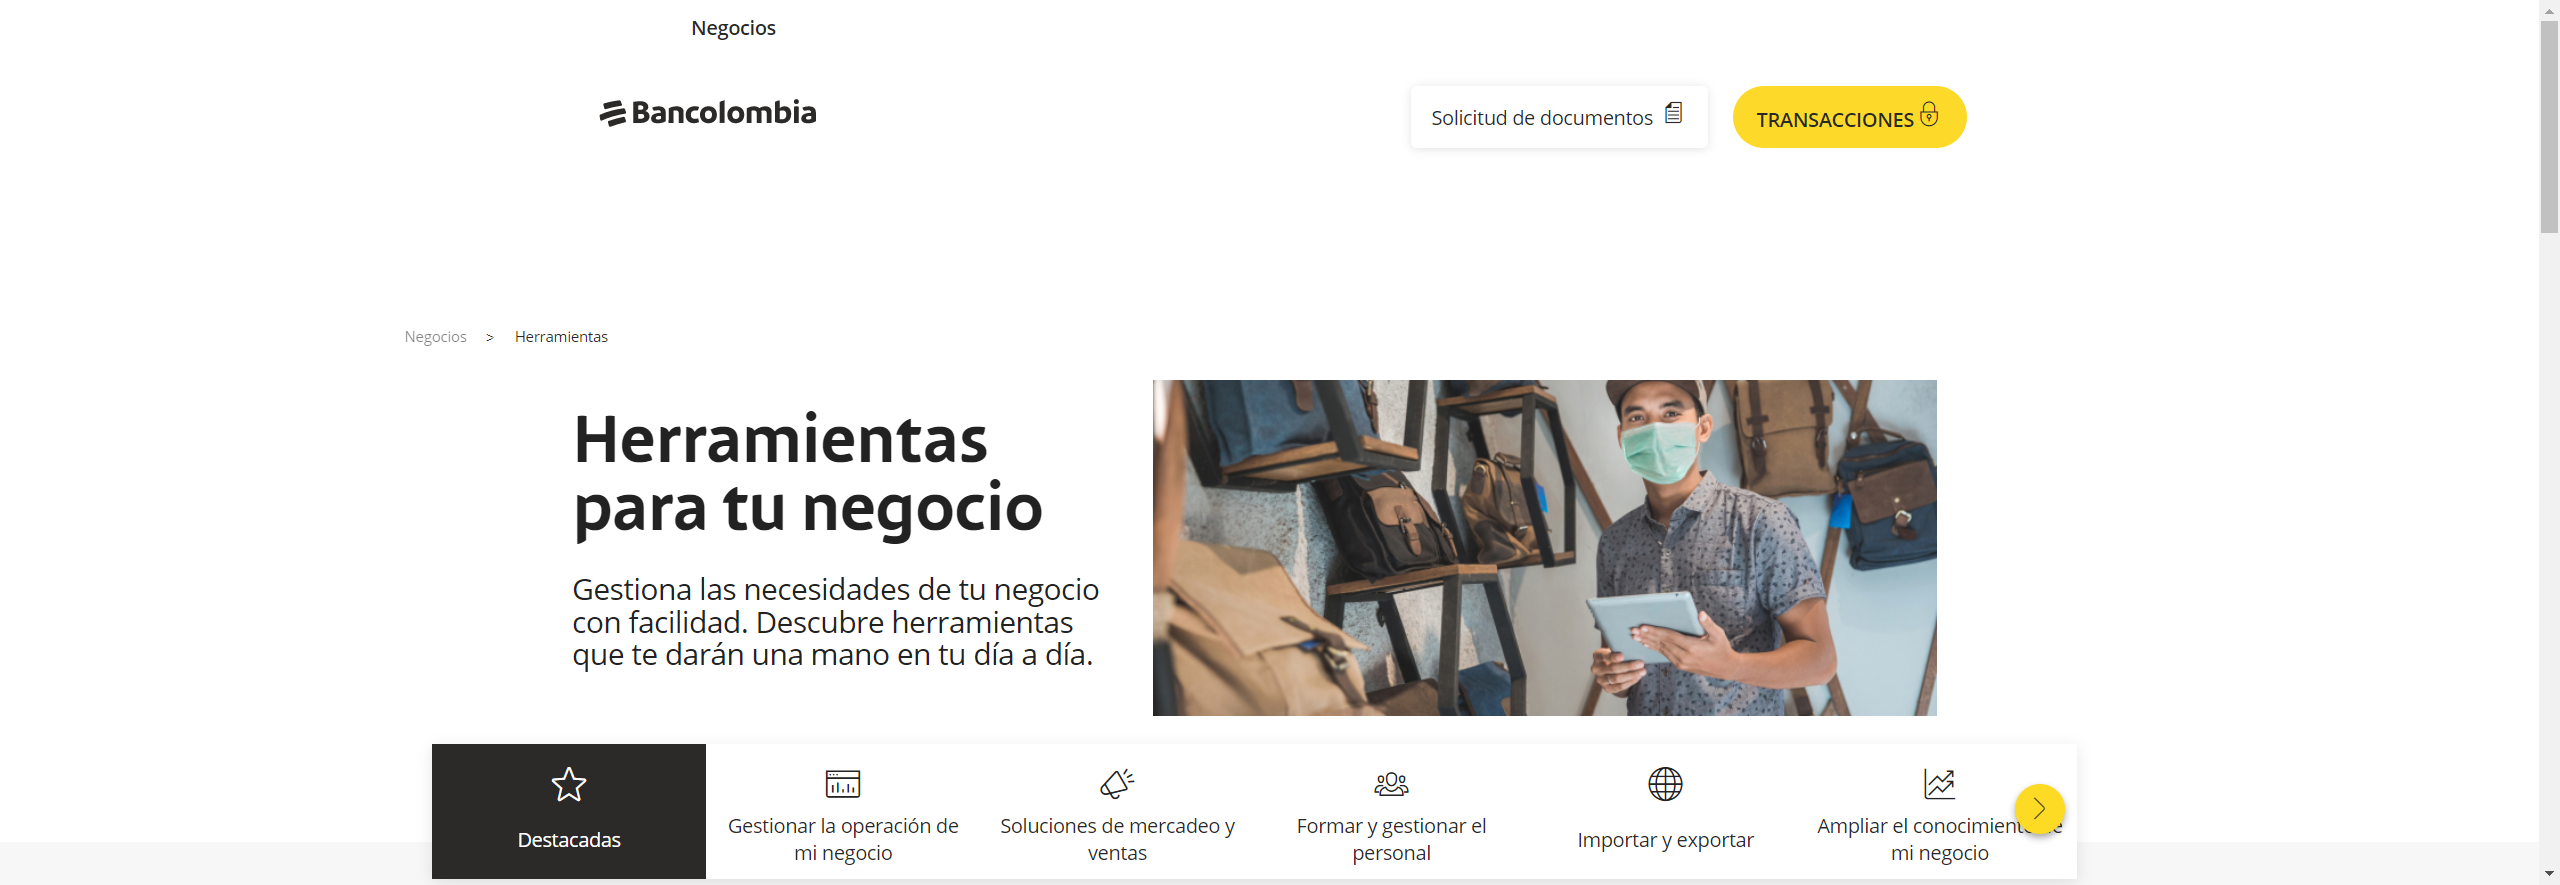 Negocios
Bancolombia
Solicitud de documentos
TRANSACCIONES
Negocios > Herramientas
Herramientas
para tu negocio
Gestiona las necesidades de tu negocio
con facilidad. Descubre herramientas
que te darán una mano en tu día a día.
Destacadas
Gestionar la operación de
mi negocio
Soluciones de mercadeo y
ventas
Formar y gestionar el
personal
Importar y exportar
Ampliar el conocimiento de
mi negocio